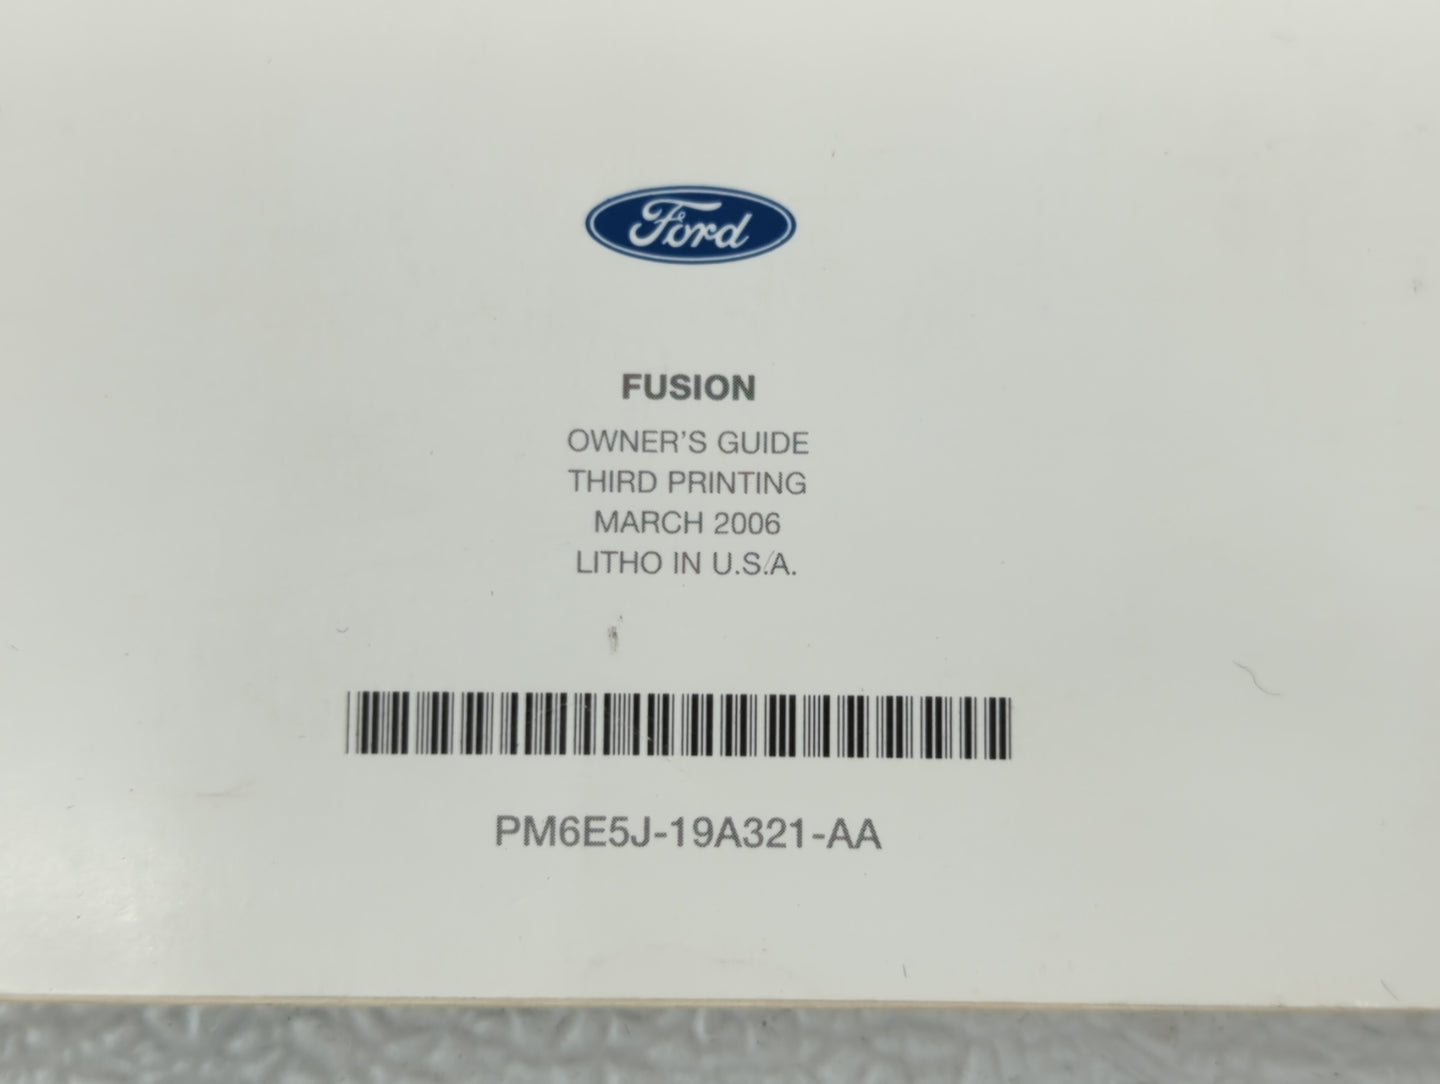 Ford
FUSION
OWNER'S GUIDE
THIRD PRINTING
MARCH 2006
LITHO IN U.S.A.
PM6E5J-19A321-AA